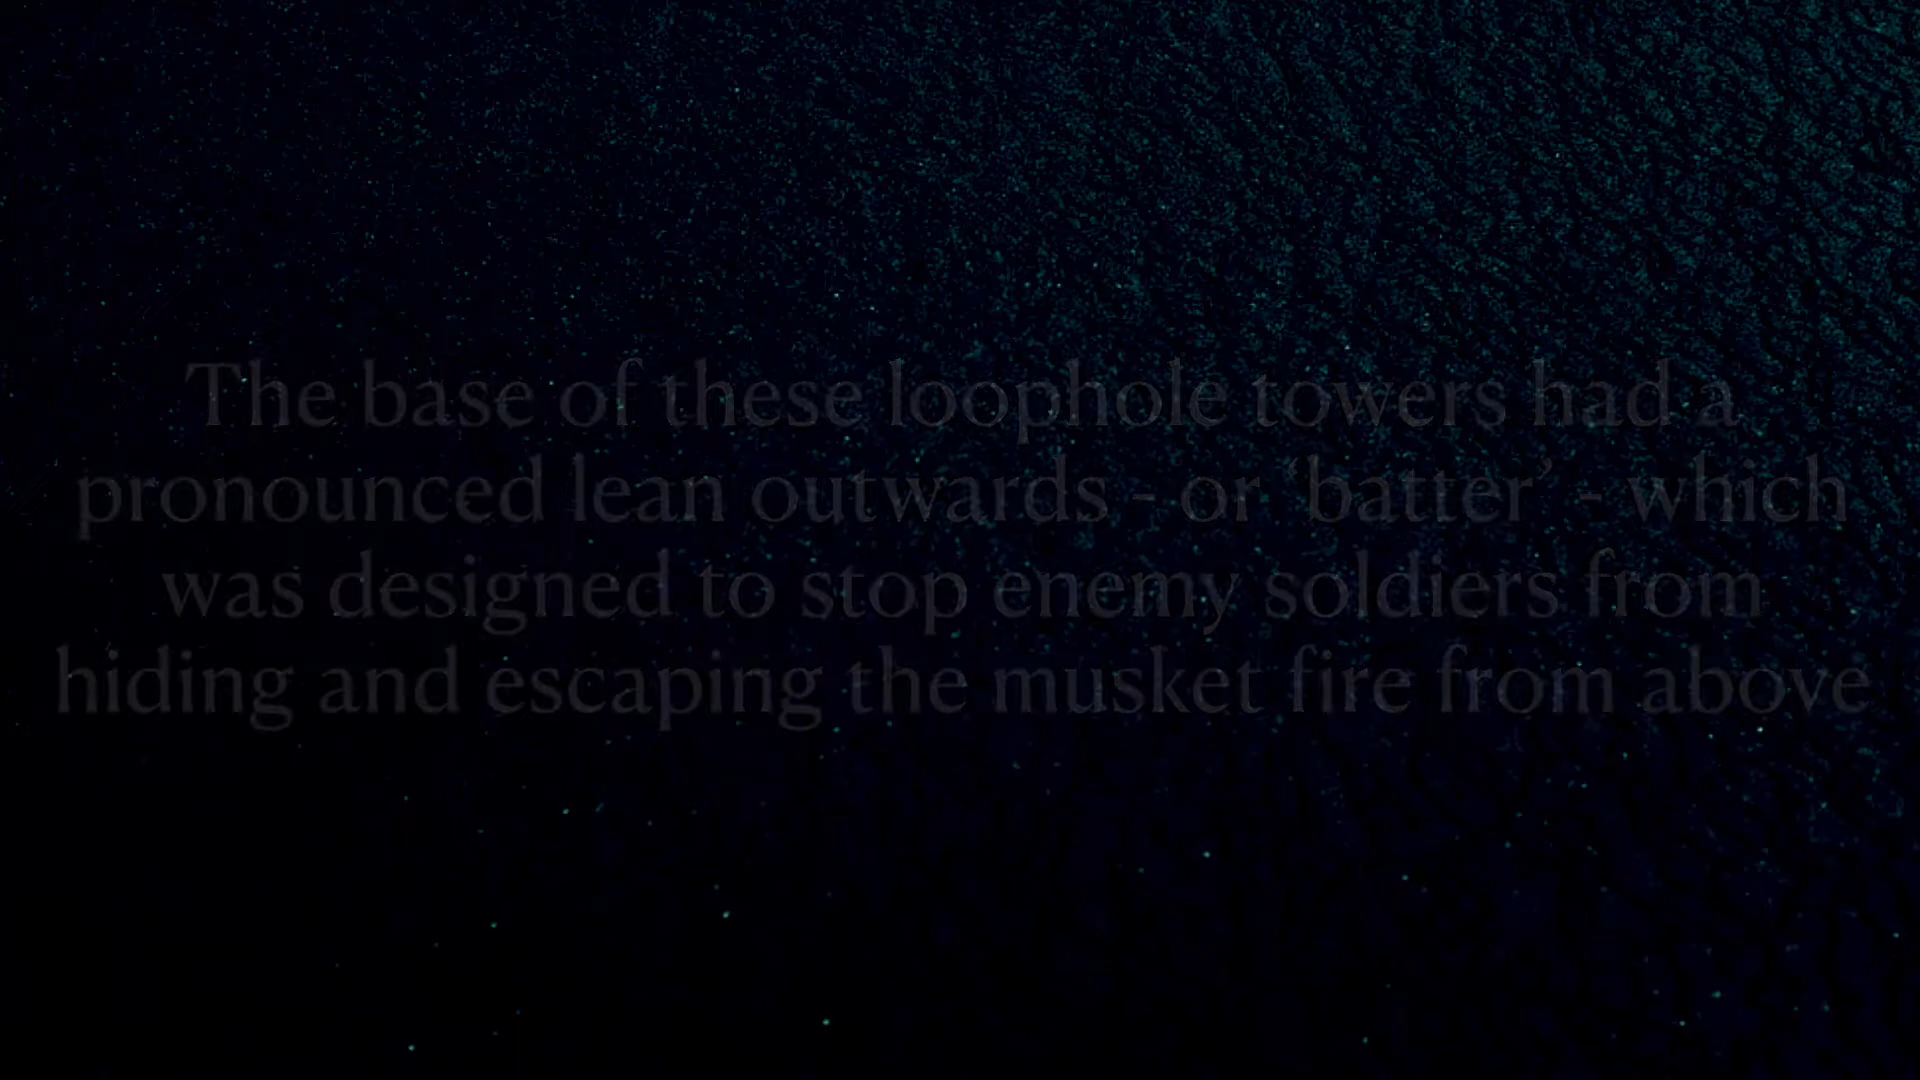 The base of these loophole towers had a
pronounced lean outwards - or ‘batter’ - which
was designed to stop enemy soldiers from
hiding and escaping the musket fire from above